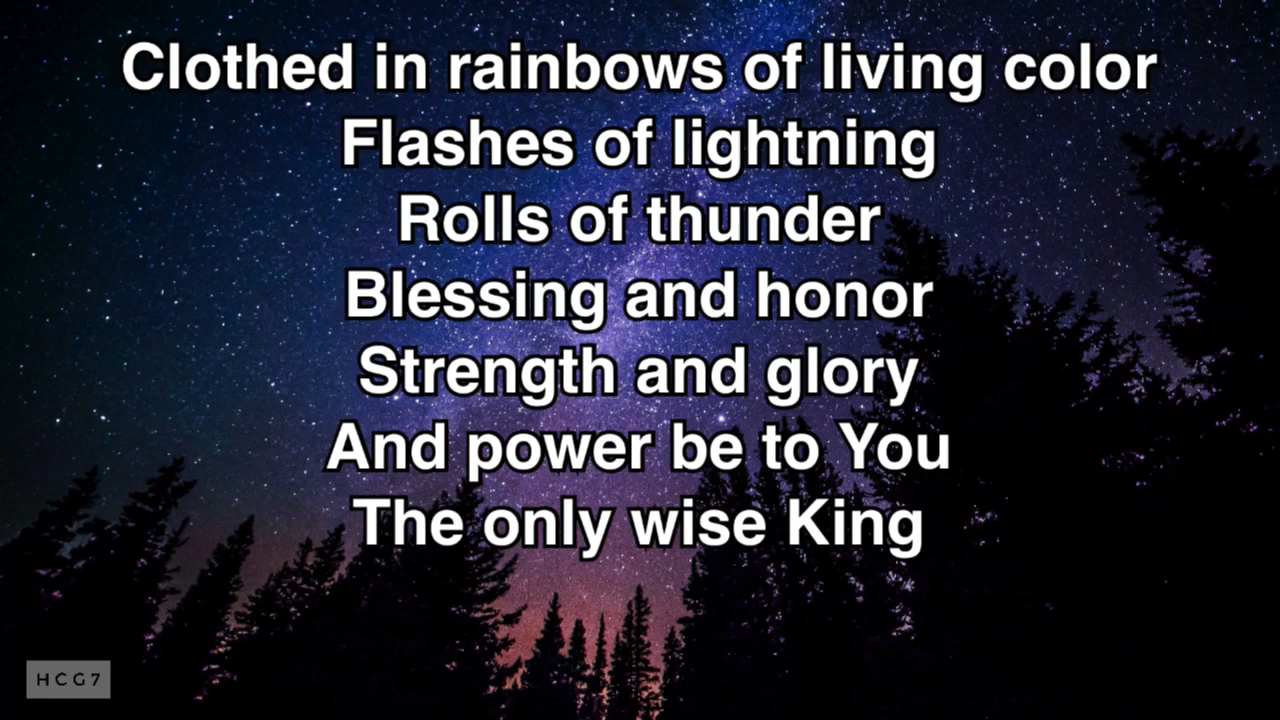 Clothed in rainbows of living color
Flashes of lightning
Rolls of thunder
Blessing and honor
Strength and glory
And power be to You
The only wise King
HCG7